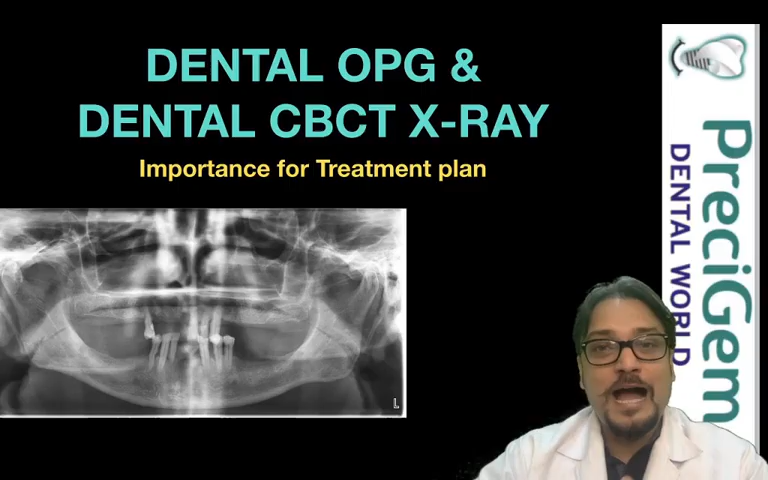 DENTAL OPG &
DENTAL CBCT X-RAY
Importance for Treatment plan
L
PreciGem
DENTAL WORLD